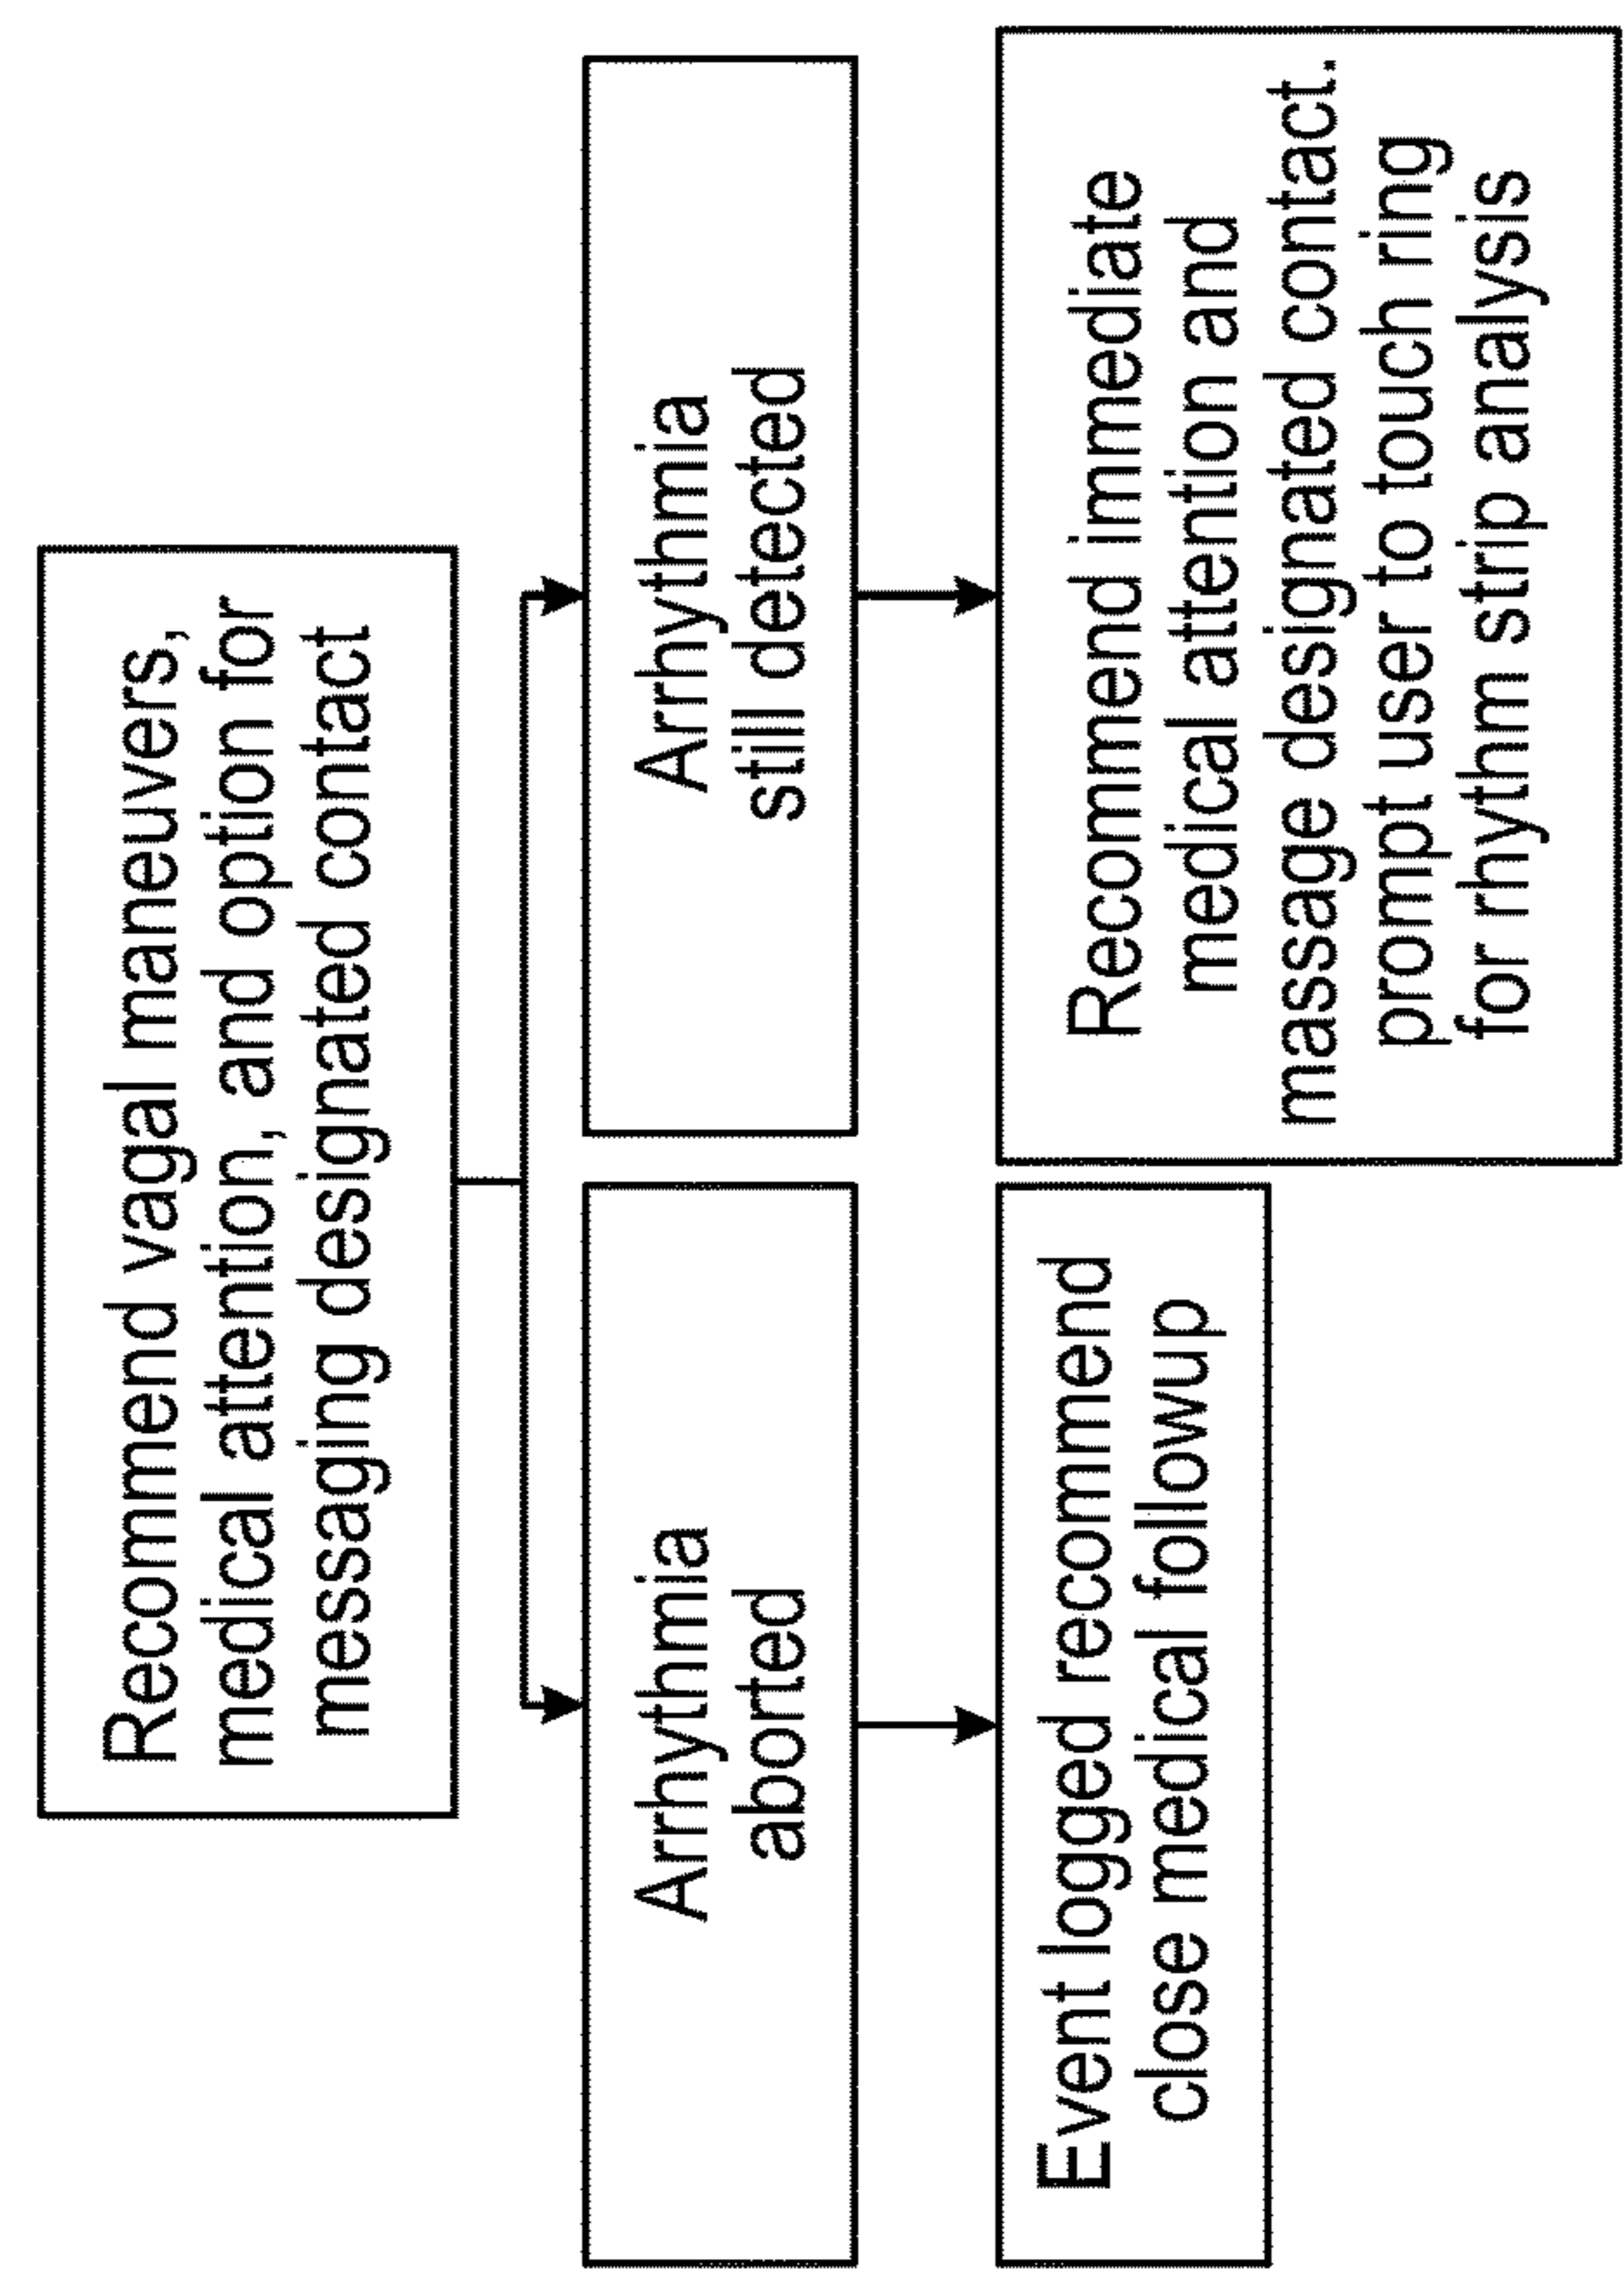 Recommend vagal maneuvers,
medical attention, and option for
messaging designated contact
Arrhythmia
aborted
Arrhythmia
still detected
Event logged recommend
close medical followup
Recommend immediate
medical attention and
massage designated contact.
prompt user to touch ring
for rhythm strip analysis